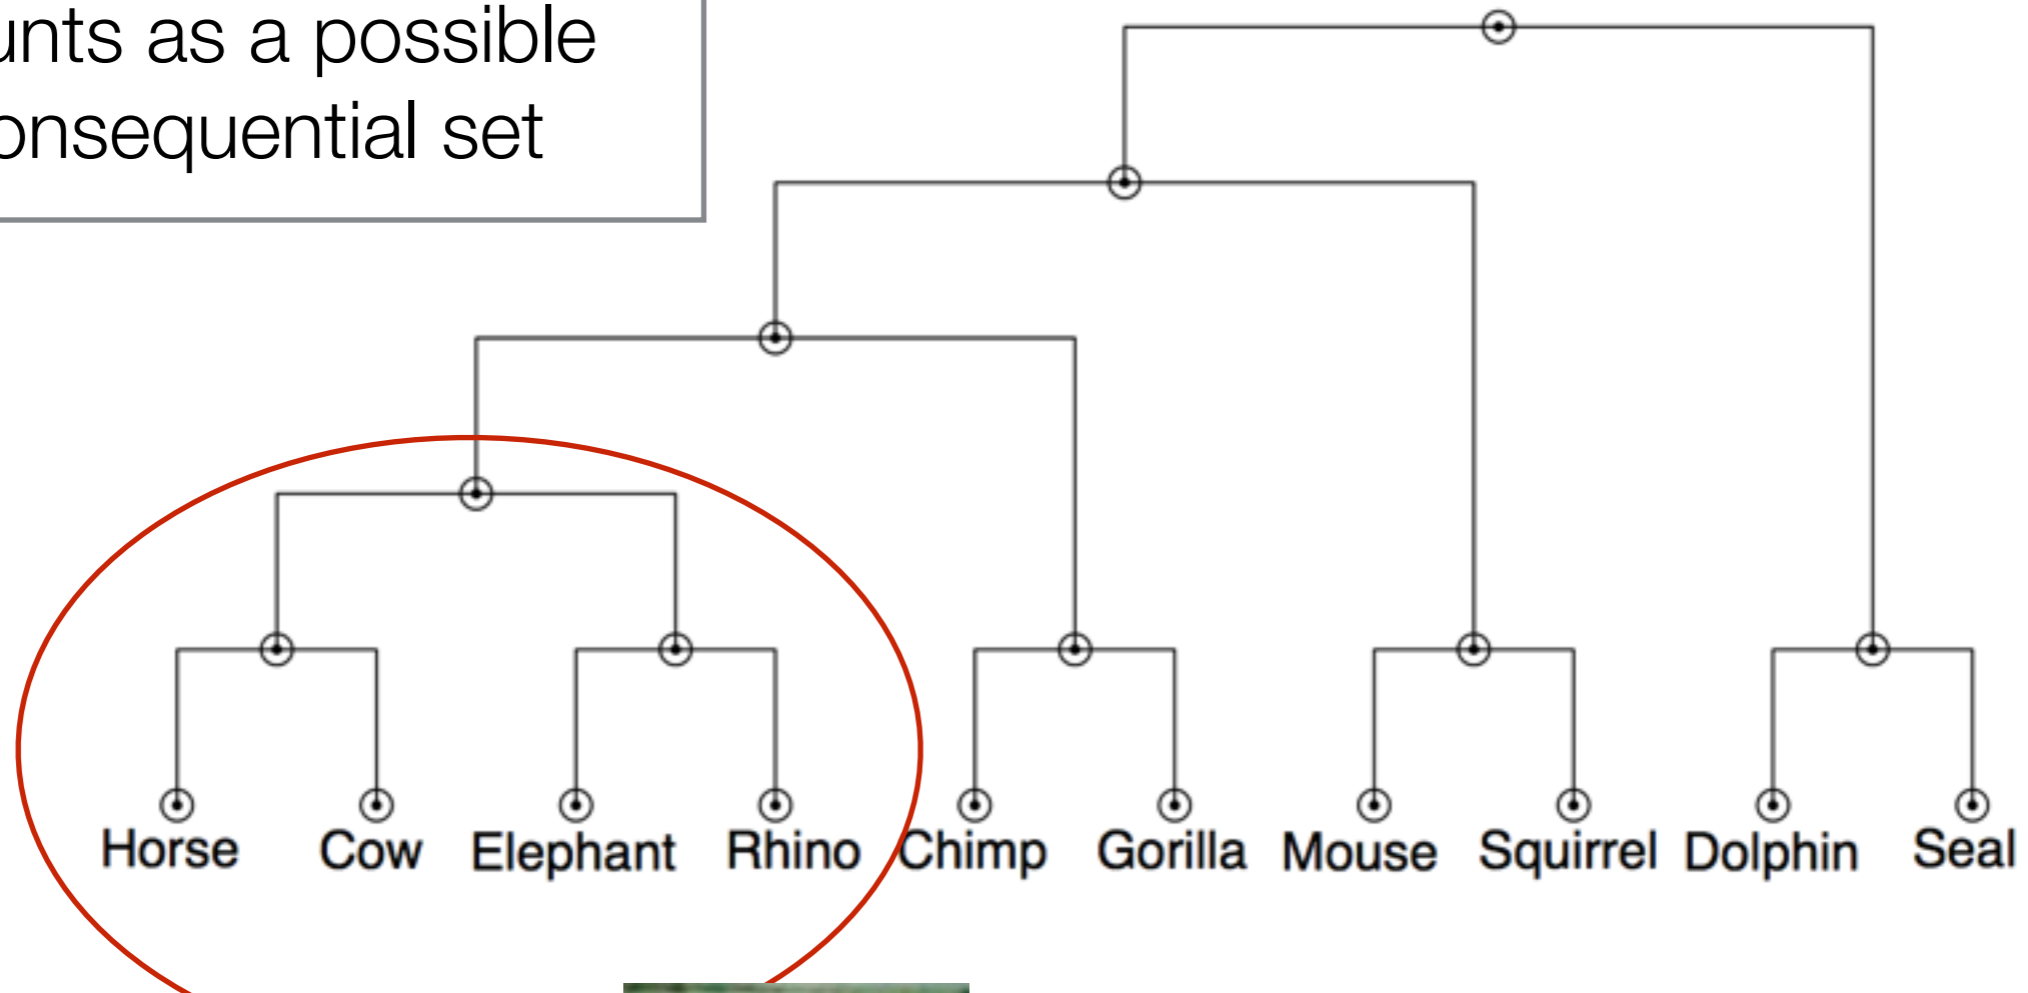 unts as a possible
onsequential set
Horse Cow Elephant Rhino Chimp Gorilla Mouse Squirrel Dolphin Seal